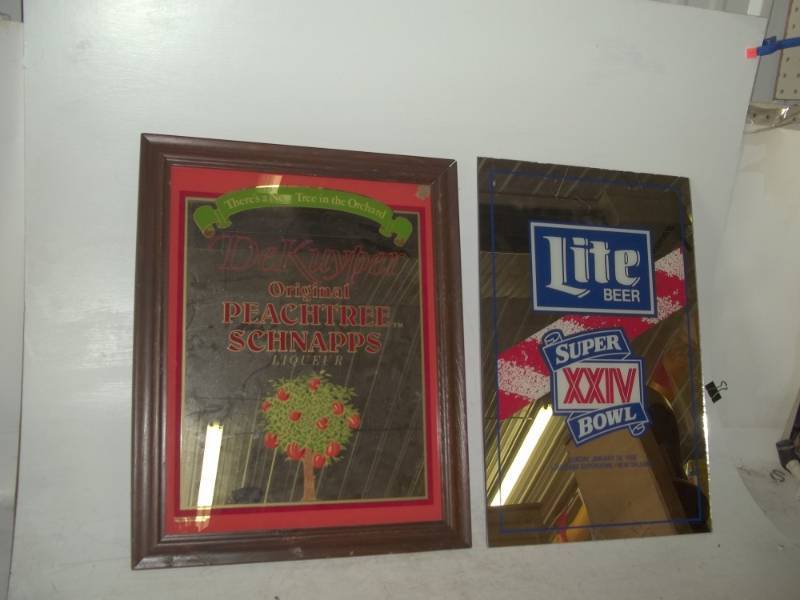 There's a New Tree in the Orchard
DeKuyper
Original
PEACHTREE
SCHNAPPS
LIQUEUR
Lite
BEER
SUPER
XXIV
BOWL